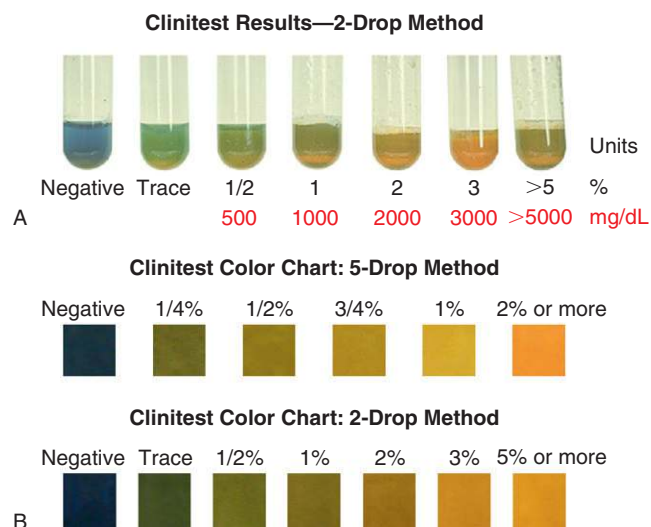 Clinitest Results—2-Drop Method
Units
Negative Trace 1/2 1 2 3 >5 %
A 500 1000 2000 3000 >5000 mg/dL
Clinitest Color Chart: 5-Drop Method
Negative 1/4% 1/2% 3/4% 1% 2% or more
Clinitest Color Chart: 2-Drop Method
Negative Trace 1/2% 1% 2% 3% 5% or more
B